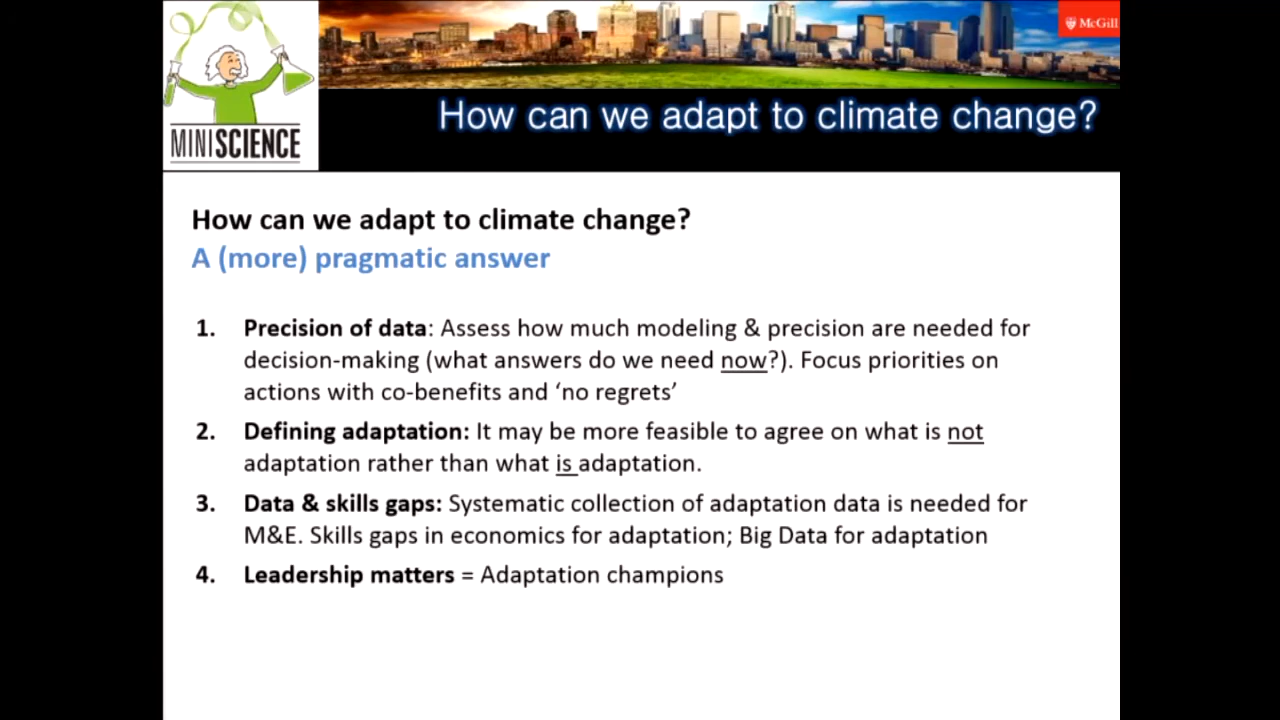 McGill
How can we adapt to climate change?
MINISCIENCE
How can we adapt to climate change?
A (more) pragmatic answer
1. Precision of data: Assess how much modeling & precision are needed for
decision-making (what answers do we need now?). Focus priorities on
actions with co-benefits and ‘no regrets’
2. Defining adaptation: It may be more feasible to agree on what is not
adaptation rather than what is adaptation.
3. Data & skills gaps: Systematic collection of adaptation data is needed for
M&E. Skills gaps in economics for adaptation; Big Data for adaptation
4. Leadership matters = Adaptation champions